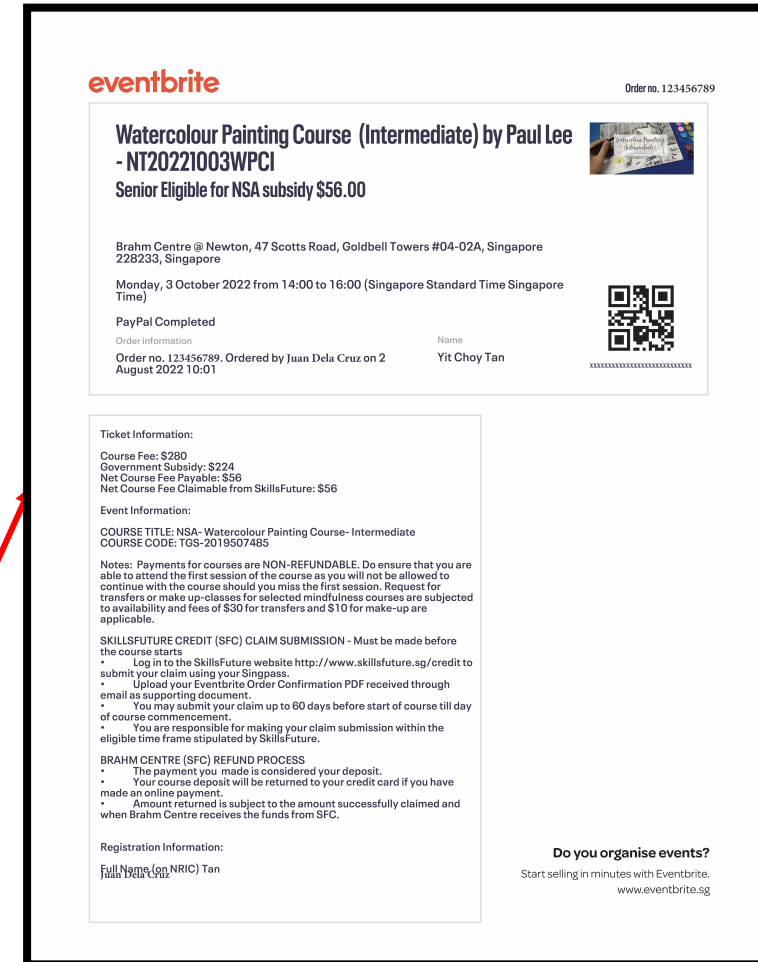 eventbrite
Order no. 123456789
Watercolour Painting Course (Intermediate) by Paul Lee
- NT20221003WPCI
Senior Eligible for NSA subsidy $56.00
Watercolour Painting
(Intermediate)
Brahm Centre @ Newton, 47 Scotts Road, Goldbell Towers #04-02A, Singapore
228233, Singapore
Monday, 3 October 2022 from 14:00 to 16:00 (Singapore Standard Time Singapore
Time)
PayPal Completed
Order information
Name
Order no. 123456789. Ordered by Juan Dela Cruz on 2
August 2022 10:01
Yit Choy Tan
Ticket Information:
Course Fee: $280
Government Subsidy: $224
Net Course Fee Payable: $56
Net Course Fee Claimable from SkillsFuture: $56
Event Information:
COURSE TITLE: NSA- Watercolour Painting Course- Intermediate
COURSE CODE: TGS-2019507485
Notes: Payments for courses are NON-REFUNDABLE. Do ensure that you are
able to attend the first session of the course as you will not be allowed to
continue with the course should you miss the first session. Request for
transfers or make up-classes for selected mindfulness courses are subjected
to availability and fees of $30 for transfers and $10 for make-up are
applicable.
SKILLSFUTURE CREDIT (SFC) CLAIM SUBMISSION - Must be made before
the course starts
• Log in to the SkillsFuture website http://www.skillsfuture.sg/credit to
submit your claim using your Singpass.
• Upload your Eventbrite Order Confirmation PDF received through
email as supporting document.
• You may submit your claim up to 60 days before start of course till day
of course commencement.
• You are responsible for making your claim submission within the
eligible time frame stipulated by SkillsFuture.
BRAHM CENTRE (SFC) REFUND PROCESS
• The payment you made is considered your deposit.
• Your course deposit will be returned to your credit card if you have
made an online payment.
• Amount returned is subject to the amount successfully claimed and
when Brahm Centre receives the funds from SFC.
Registration Information:
Full Name (on NRIC) Tan
Juan Dela Cruz
Do you organise events?
Start selling in minutes with Eventbrite.
www.eventbrite.sg